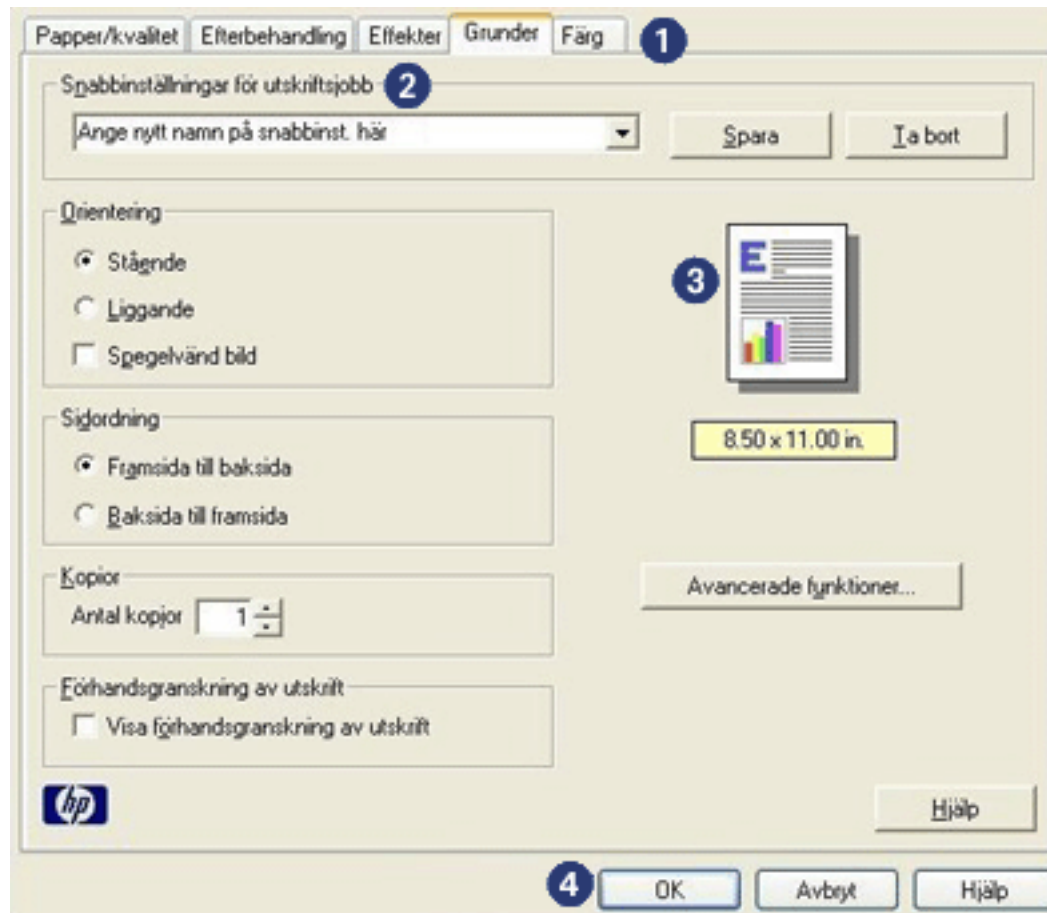 Papper/kvalitet Efterbehandling Effekter Grunder Färg 1
Snabbinställningar för utskriftsjobb 2
Ange nytt namn på snabbinst. här Spara Ta bort
Orientering
Stående
Liggande
Spegelvänd bild
3
E
8.50 x 11.00 in.
Sidordning
Framsida till baksida
Baksida till framsida
Kopior
Antal kopior 1
Avancerade funktioner...
Förhandsgranskning av utskrift
Visa förhandsgranskning av utskrift
hp
Hjälp
4 OK Avbryt Hjälp